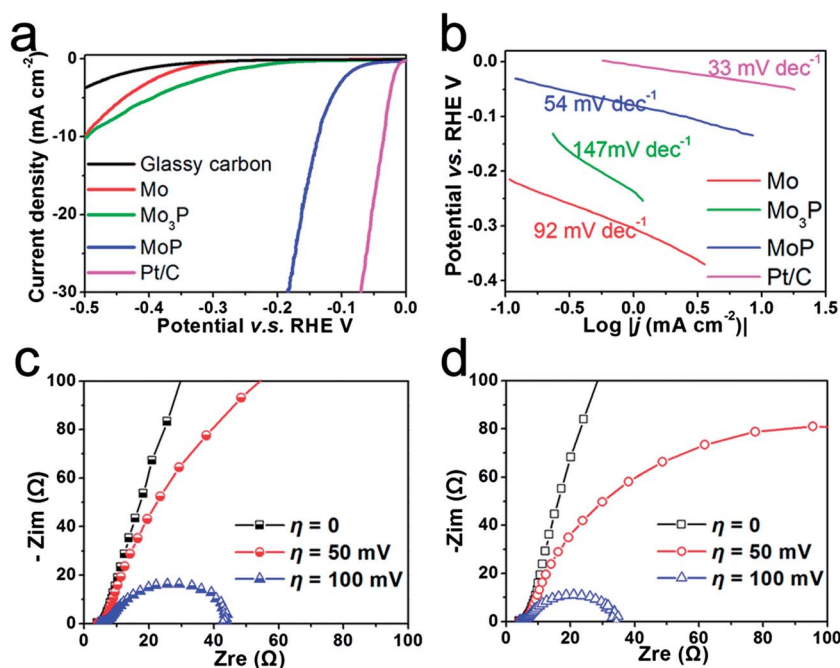 a
Current density (mA cm⁻²)
0
-10
-20
-30
-0.5
-0.4
-0.3
-0.2
-0.1
0.0
Potential v.s. RHE V
Glassy carbon
Mo
Mo₃P
MoP
Pt/C
b
Potential vs. RHE V
0.0
-0.1
-0.2
-0.3
-0.4
-1.0
-0.5
0.0
0.5
1.0
1.5
Log |j (mA cm⁻²)|
33 mV dec⁻¹
54 mV dec⁻¹
147mV dec⁻¹
92 mV dec⁻¹
Mo
Mo₃P
MoP
Pt/C
c
- Zim (Ω)
100
80
60
40
20
0
0
20
40
60
80
100
Zre (Ω)
η = 0
η = 50 mV
η = 100 mV
d
-Zim (Ω)
100
80
60
40
20
0
0
20
40
60
80
100
Zre (Ω)
η = 0
η = 50 mV
η = 100 mV